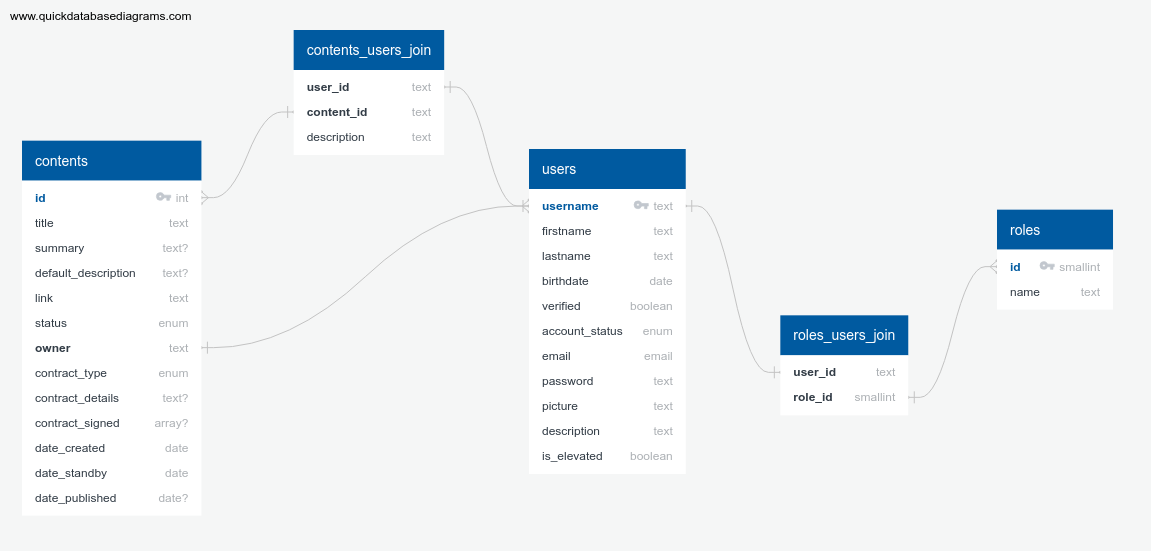 www.quickdatabasediagrams.com
contents_users_join
user_id text
content_id text
description text
contents
id int
title text
summary text?
default_description text?
link text
status enum
owner text
contract_type enum
contract_details text?
contract_signed array?
date_created date
date_standby date
date_published date?
users
username text
firstname text
lastname text
birthdate date
verified boolean
account_status enum
email email
password text
picture text
description text
is_elevated boolean
roles_users_join
user_id text
role_id smallint
roles
id smallint
name text